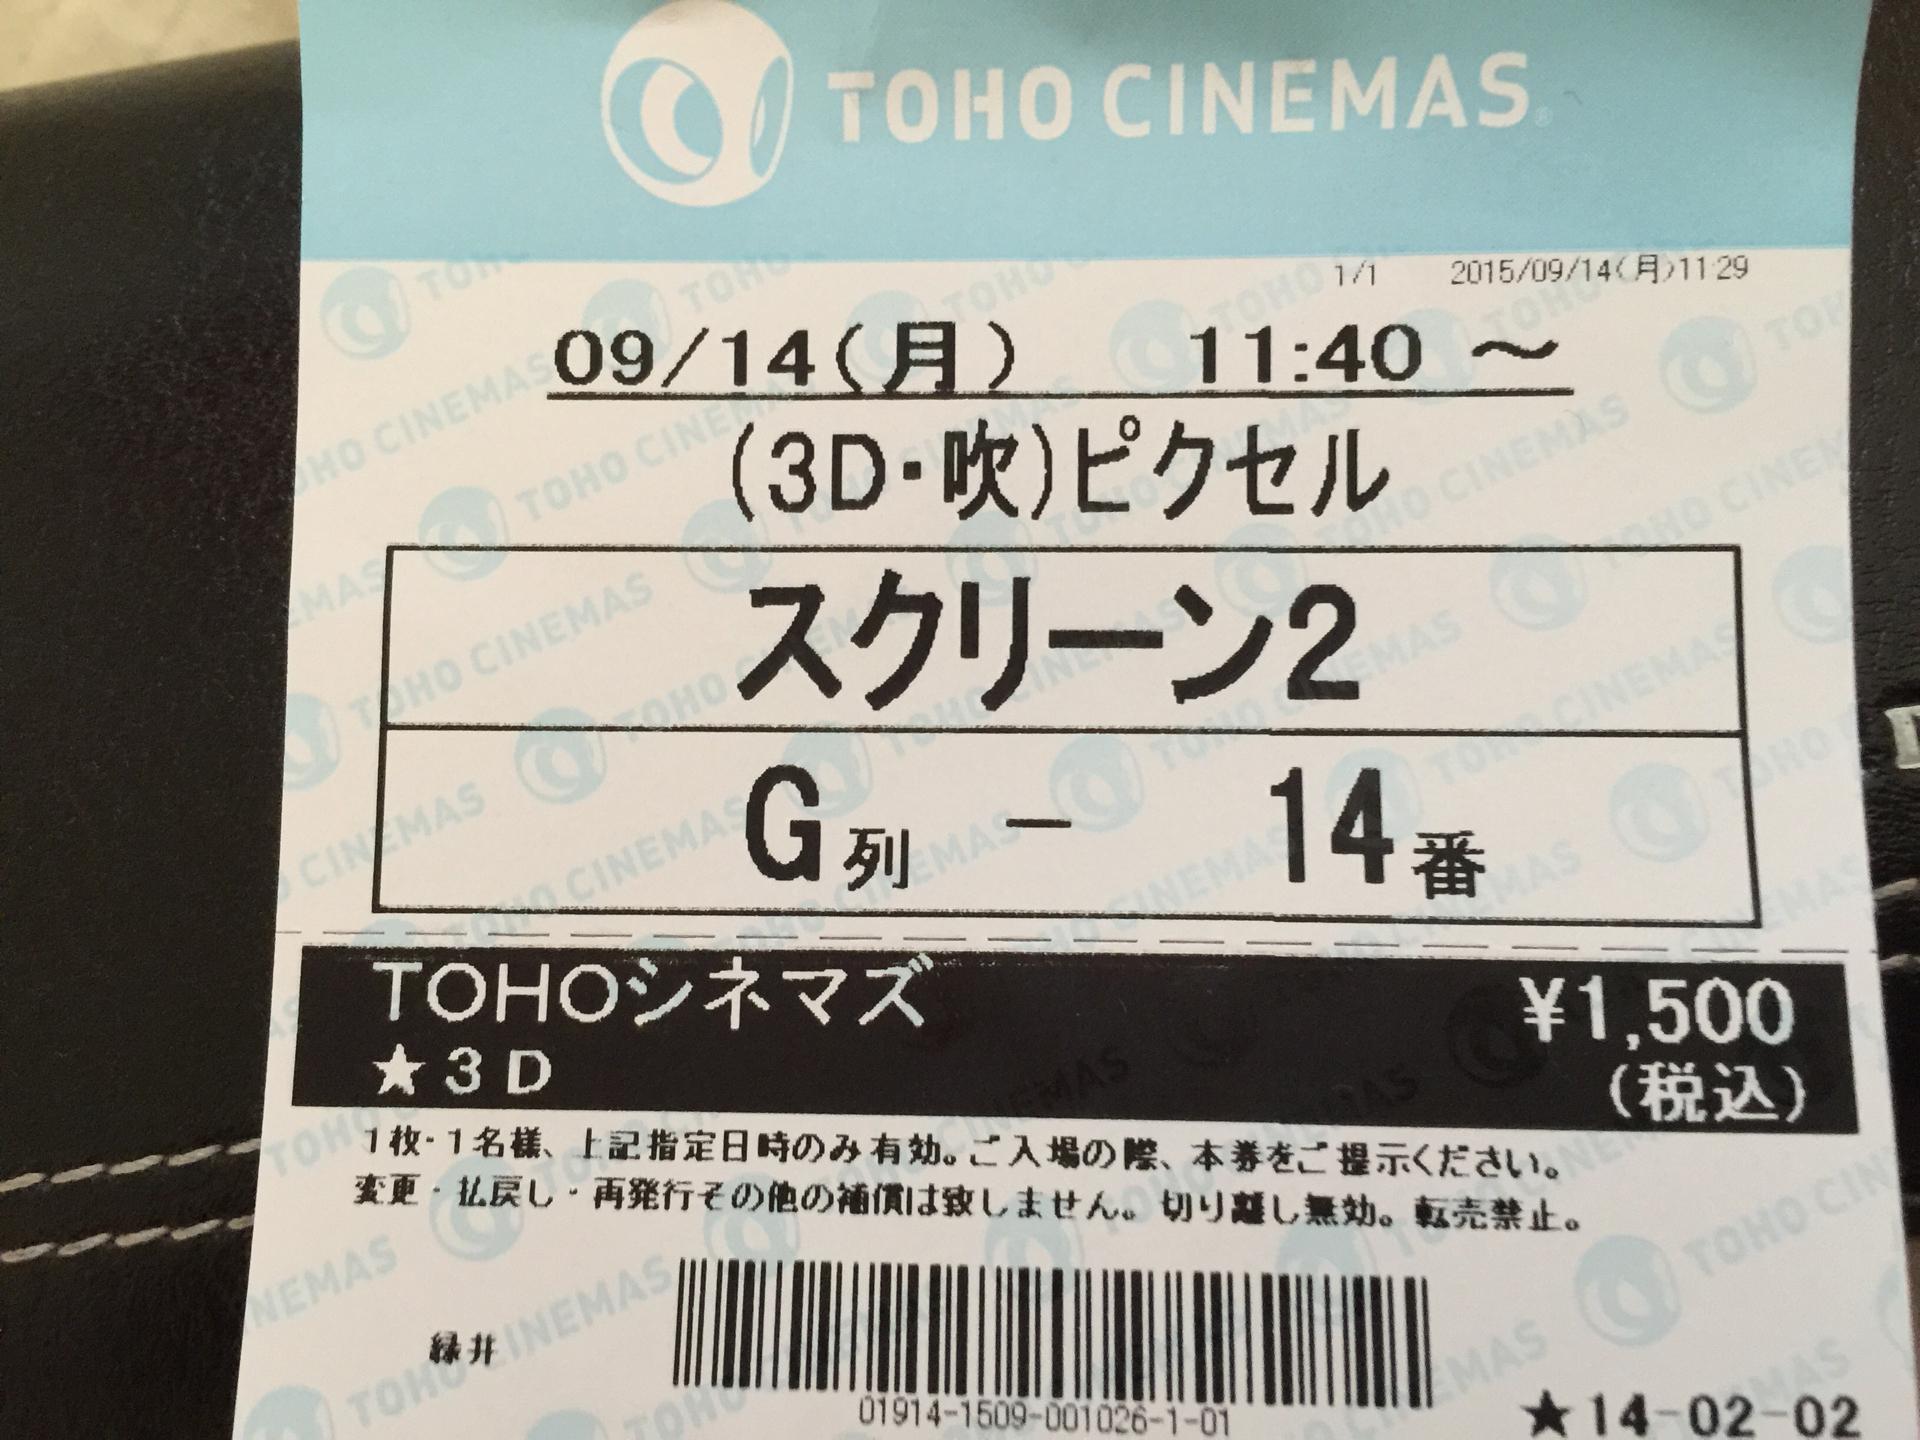 TOHO CINEMAS
1/1 2015/09/14(月)11:29
09/14(月) 11:40 〜
(3D・吹)ピクセル
スクリーン2
G列 − 14番
TOHOシネマズ ¥1,500
★3D (税込)
1枚・1名様、上記指定日時のみ有効。ご入場の際、本券をご提示ください。
変更・払戻し・再発行その他の補償は致しません。切り離し無効。転売禁止。
緑井
01914-1509-001026-1-01
★14-02-02